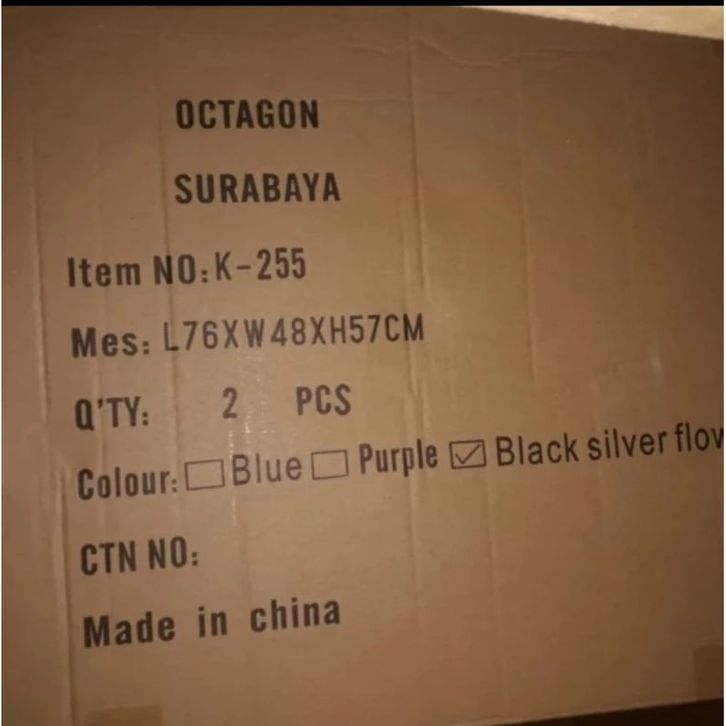 OCTAGON
SURABAYA
Item NO:K-255
Mes: L76XW48XH57CM
Q'TY: 2 PCS
Colour: Blue Purple ☑ Black silver flow
CTN NO:
Made in china